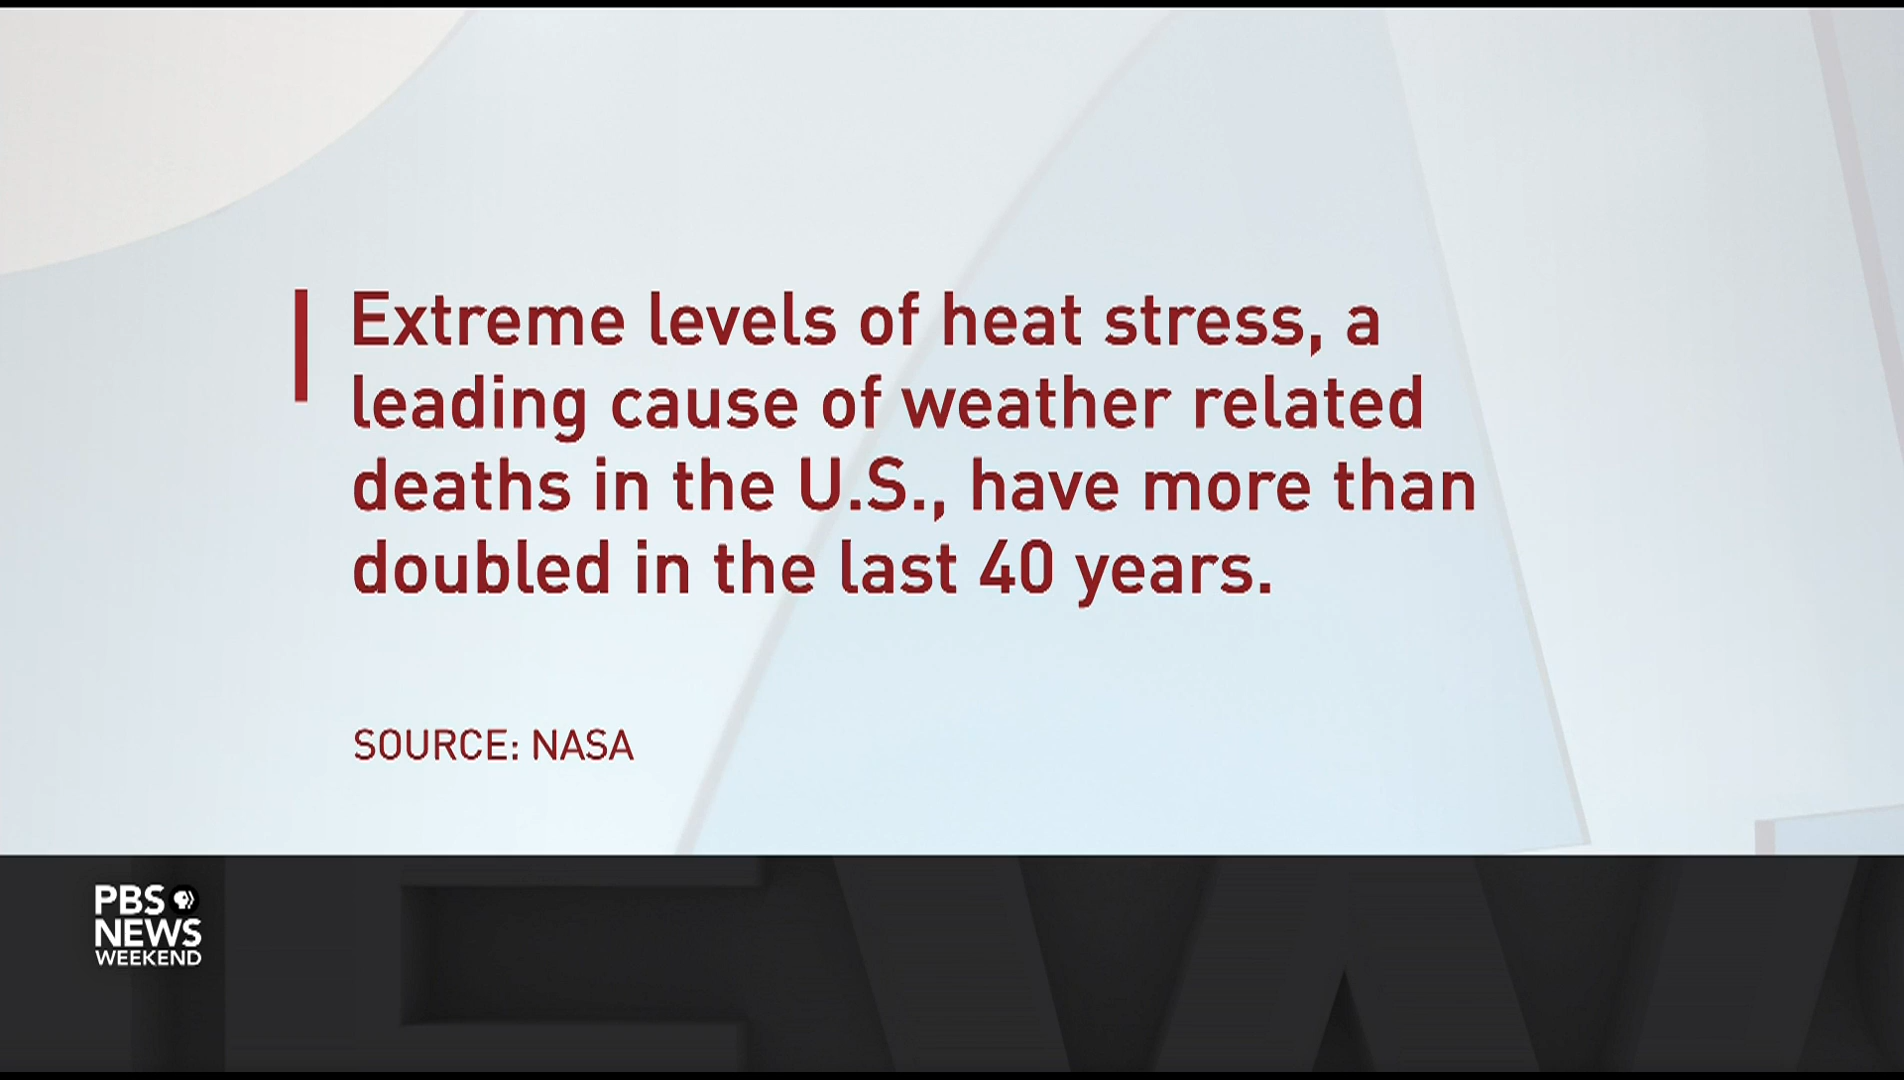 Extreme levels of heat stress, a
leading cause of weather related
deaths in the U.S., have more than
doubled in the last 40 years.
SOURCE: NASA
PBS
NEWS
WEEKEND